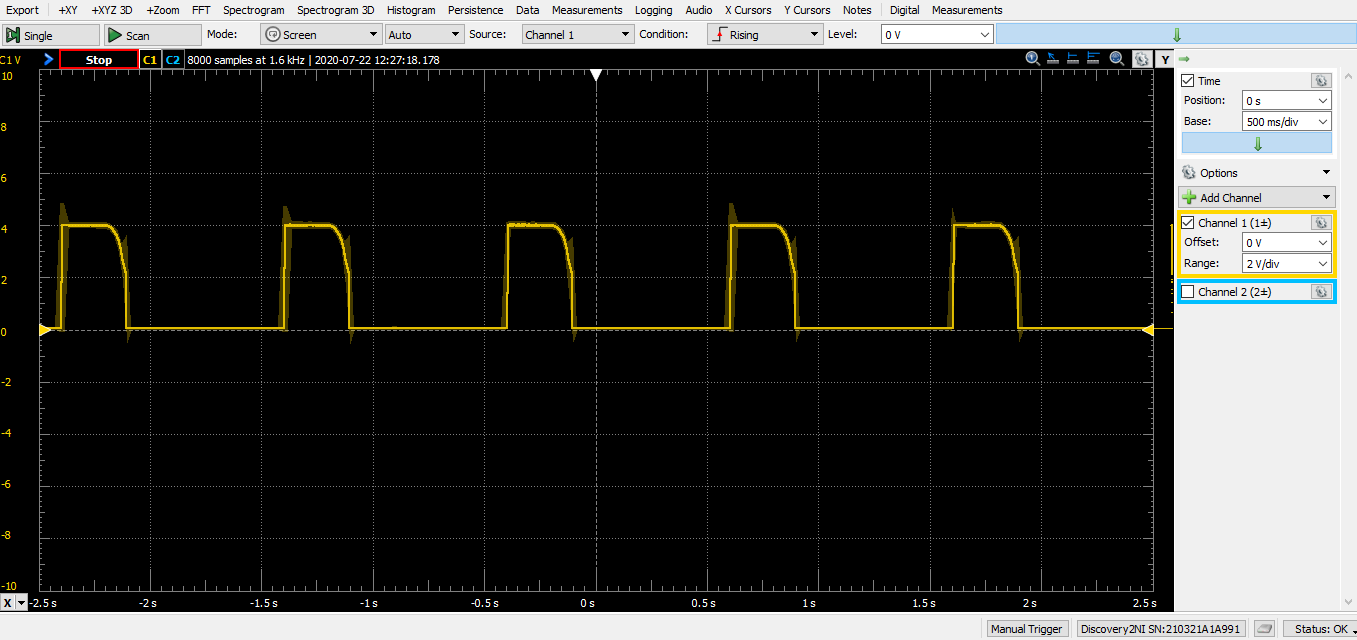 Export +XY +XYZ 3D +Zoom FFT Spectrogram Spectrogram 3D Histogram Persistence Data Measurements Logging Audio X Cursors Y Cursors Notes Digital Measurements
Single Scan Mode: Screen Auto Source: Channel 1 Condition: Rising Level: 0 V
C1 V Stop C1 C2 8000 samples at 1.6 kHz | 2020-07-22 12:27:18.178 Y
10
8
6
4
2
0
-2
-4
-6
-8
-10
X -2.5 s -2 s -1.5 s -1 s -0.5 s 0 s 0.5 s 1 s 1.5 s 2 s 2.5 s
Time
Position: 0 s
Base: 500 ms/div
Options
Add Channel
Channel 1 (1±)
Offset: 0 V
Range: 2 V/div
Channel 2 (2±)
Manual Trigger Discovery2NI SN:210321A1A991 Status: OK